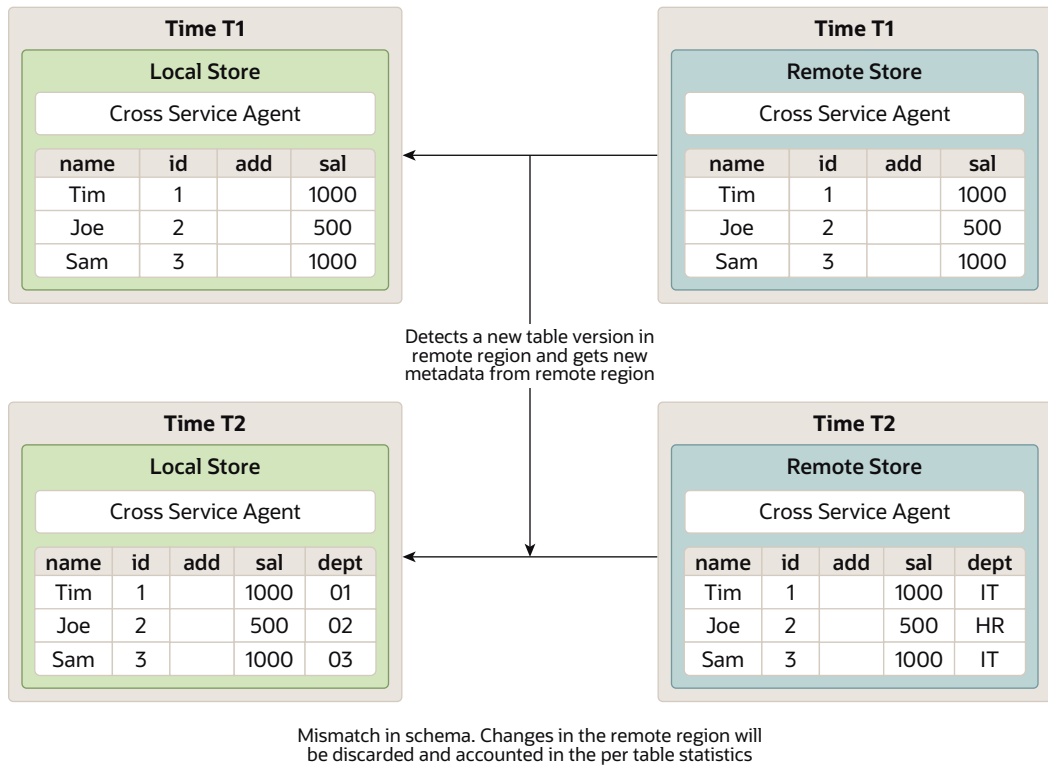 Time T1
Local Store
Cross Service Agent
name id add sal
Tim 1 1000
Joe 2 500
Sam 3 1000
Time T1
Remote Store
Cross Service Agent
name id add sal
Tim 1 1000
Joe 2 500
Sam 3 1000
Detects a new table version in
remote region and gets new
metadata from remote region
Time T2
Local Store
Cross Service Agent
name id add sal dept
Tim 1 1000 01
Joe 2 500 02
Sam 3 1000 03
Time T2
Remote Store
Cross Service Agent
name id add sal dept
Tim 1 1000 IT
Joe 2 500 HR
Sam 3 1000 IT
Mismatch in schema. Changes in the remote region will
be discarded and accounted in the per table statistics